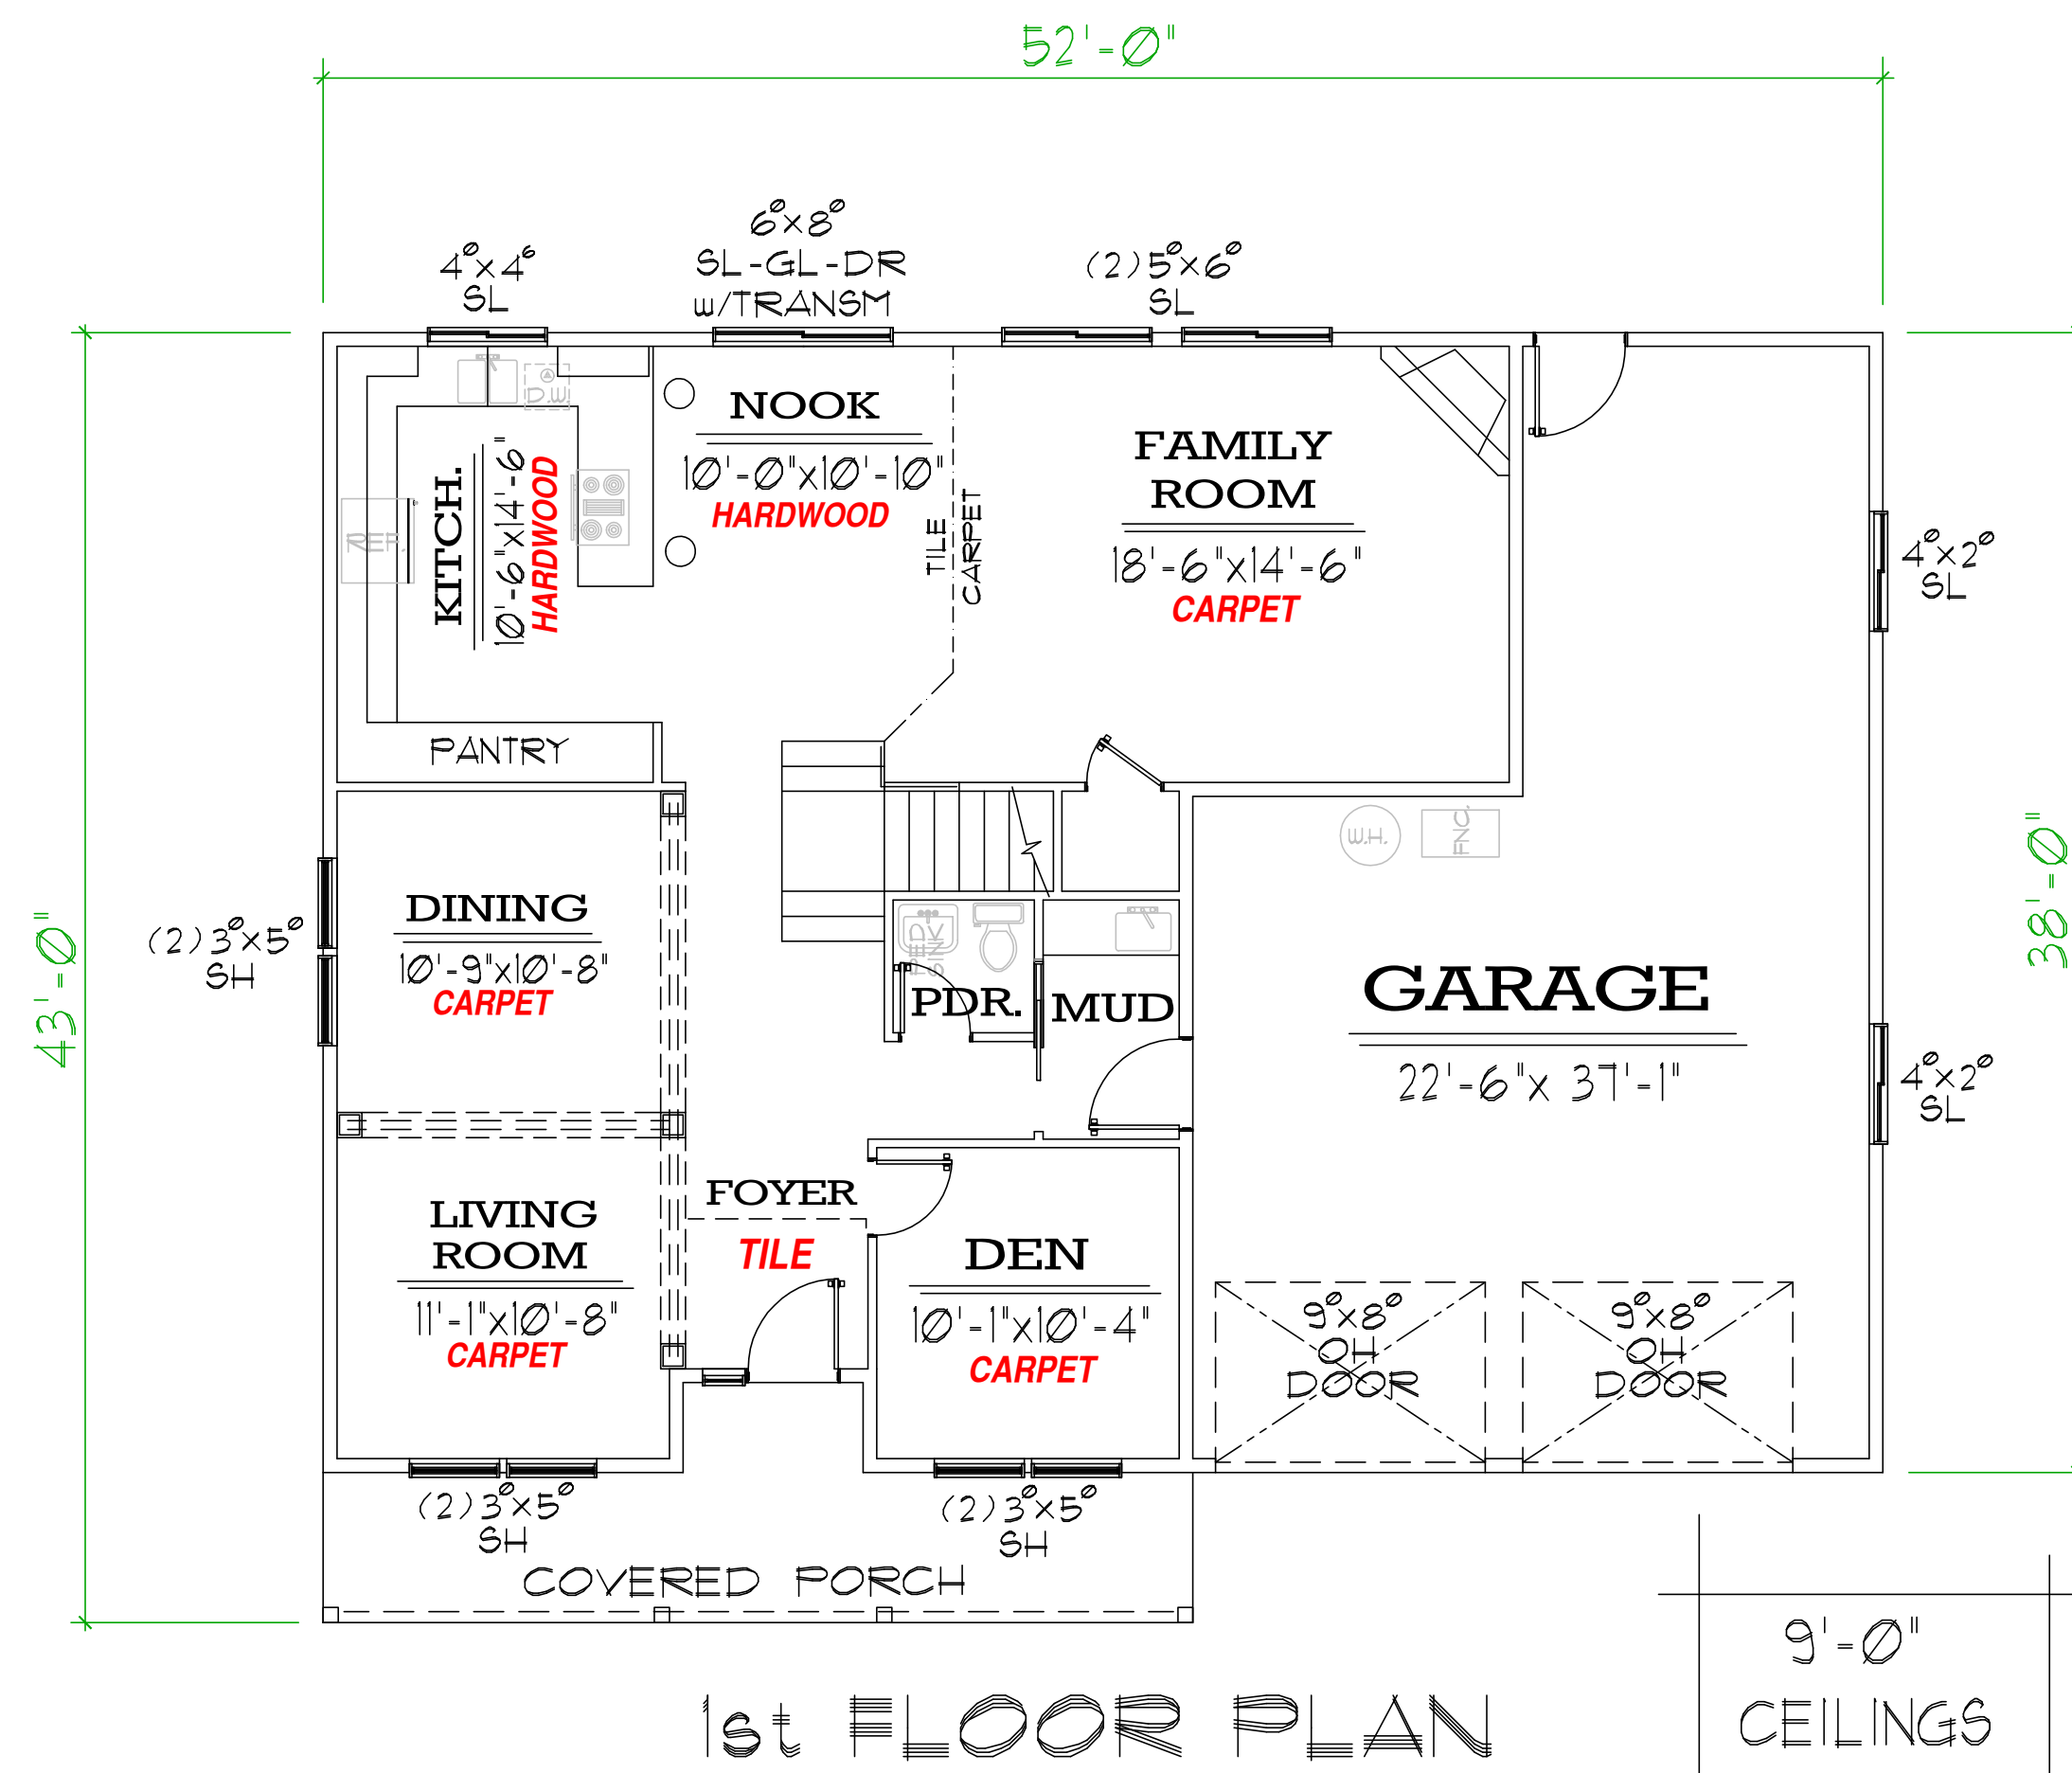 52'-0"
6⁰x8⁰
SL-GL-DR
w/TRANSM
4⁰x4⁶
SL
(2)5⁰x6⁰
SL
NOOK
10'-0"x10'-10"
HARDWOOD
FAMILY
ROOM
18'-6"x14'-6"
CARPET
KITCH.
10'-6"x14'-6"
HARDWOOD
D.W.
REF.
TILE
CARPET
4⁰x2⁰
SL
PANTRY
W.H.
FNC.
43'-0"
38'-0"
DINING
10'-9"x10'-8"
CARPET
(2)3⁰x5⁰
SH
PED
SINK
PDR.
MUD
GARAGE
22'-6"x 37'-1"
4⁰x2⁰
SL
FOYER
TILE
LIVING
ROOM
11'-1"x10'-8"
CARPET
DEN
10'-1"x10'-4"
CARPET
9⁰x8⁰
OH
DOOR
9⁰x8⁰
OH
DOOR
(2)3⁰x5⁰
SH
(2)3⁰x5⁰
SH
COVERED PORCH
9'-0"
CEILINGS
1st FLOOR PLAN